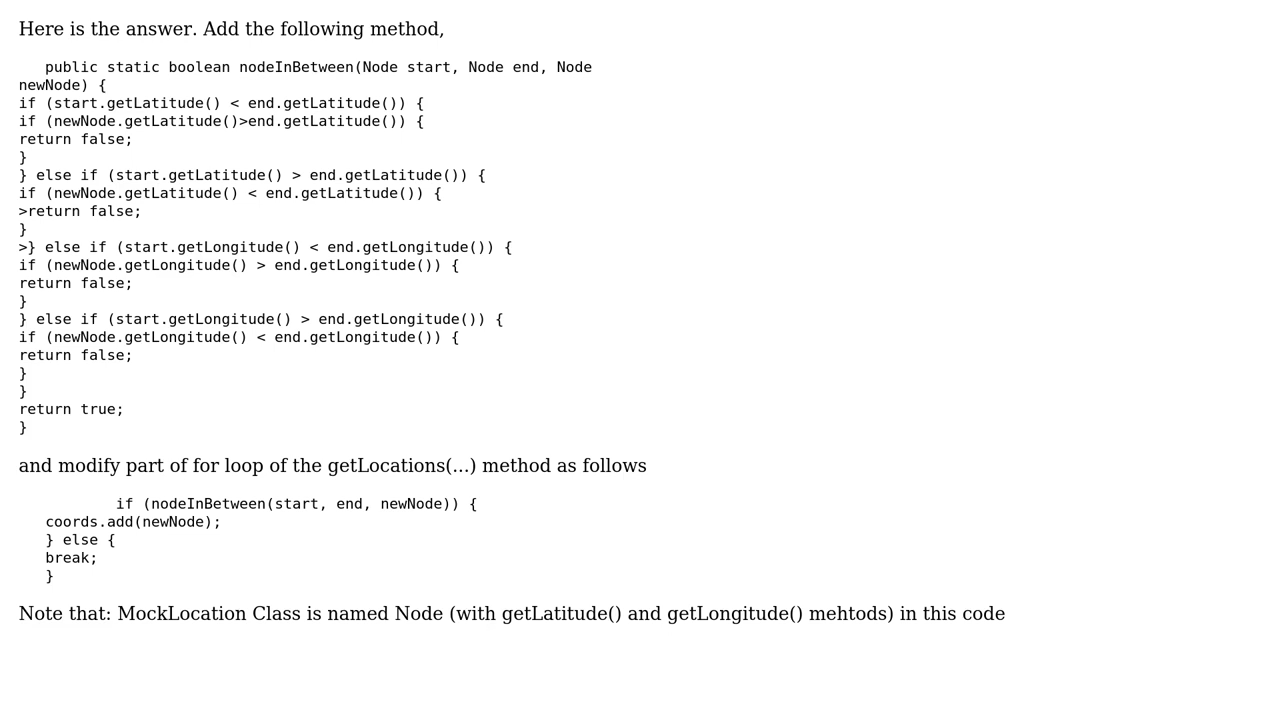 Here is the answer. Add the following method,
   public static boolean nodeInBetween(Node start, Node end, Node
newNode) {
if (start.getLatitude() < end.getLatitude()) {
if (newNode.getLatitude()>end.getLatitude()) {
return false;
}
} else if (start.getLatitude() > end.getLatitude()) {
if (newNode.getLatitude() < end.getLatitude()) {
>return false;
}
>} else if (start.getLongitude() < end.getLongitude()) {
if (newNode.getLongitude() > end.getLongitude()) {
return false;
}
} else if (start.getLongitude() > end.getLongitude()) {
if (newNode.getLongitude() < end.getLongitude()) {
return false;
}
}
return true;
}
and modify part of for loop of the getLocations(...) method as follows
           if (nodeInBetween(start, end, newNode)) {
   coords.add(newNode);
   } else {
   break;
   }
Note that: MockLocation Class is named Node (with getLatitude() and getLongitude() mehtods) in this code